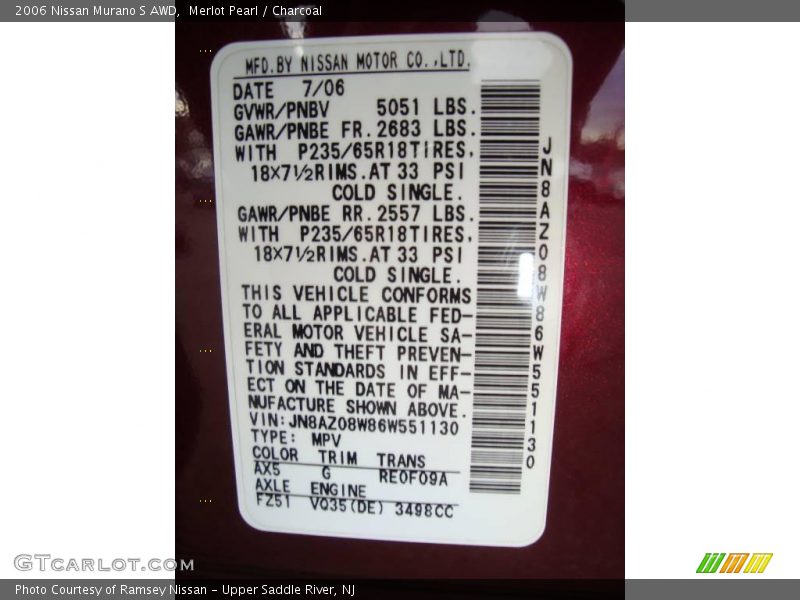 2006 Nissan Murano S AWD,  Merlot Pearl / Charcoal
MFD.BY NISSAN MOTOR CO.,LTD.
DATE 7/06
GVWR/PNBV 5051 LBS.
GAWR/PNBE FR.2683 LBS.
WITH P235/65R18TIRES,
18×7½RIMS.AT 33 PSI
COLD SINGLE.
GAWR/PNBE RR.2557 LBS.
WITH P235/65R18TIRES,
18×7½RIMS.AT 33 PSI
COLD SINGLE.
THIS VEHICLE CONFORMS
TO ALL APPLICABLE FED-
ERAL MOTOR VEHICLE SA-
FETY AND THEFT PREVEN-
TION STANDARDS IN EFF-
ECT ON THE DATE OF MA-
NUFACTURE SHOWN ABOVE.
VIN:JN8AZ08W86W551130
TYPE: MPV
COLOR TRIM TRANS
AX5 G RE0F09A
AXLE ENGINE
FZ51 VQ35(DE) 3498CC
JN8AZ08W86W551130
GTCARLOT.COM
Photo Courtesy of Ramsey Nissan - Upper Saddle River, NJ